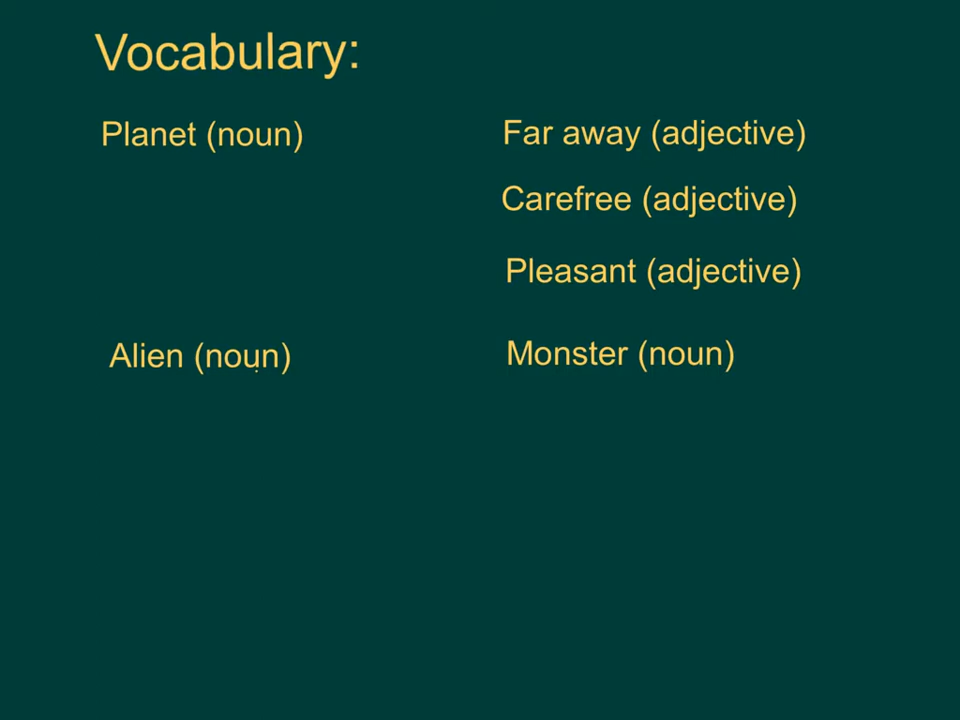 Vocabulary:
Planet (noun)
Far away (adjective)
Carefree (adjective)
Pleasant (adjective)
Alien (noun)
Monster (noun)